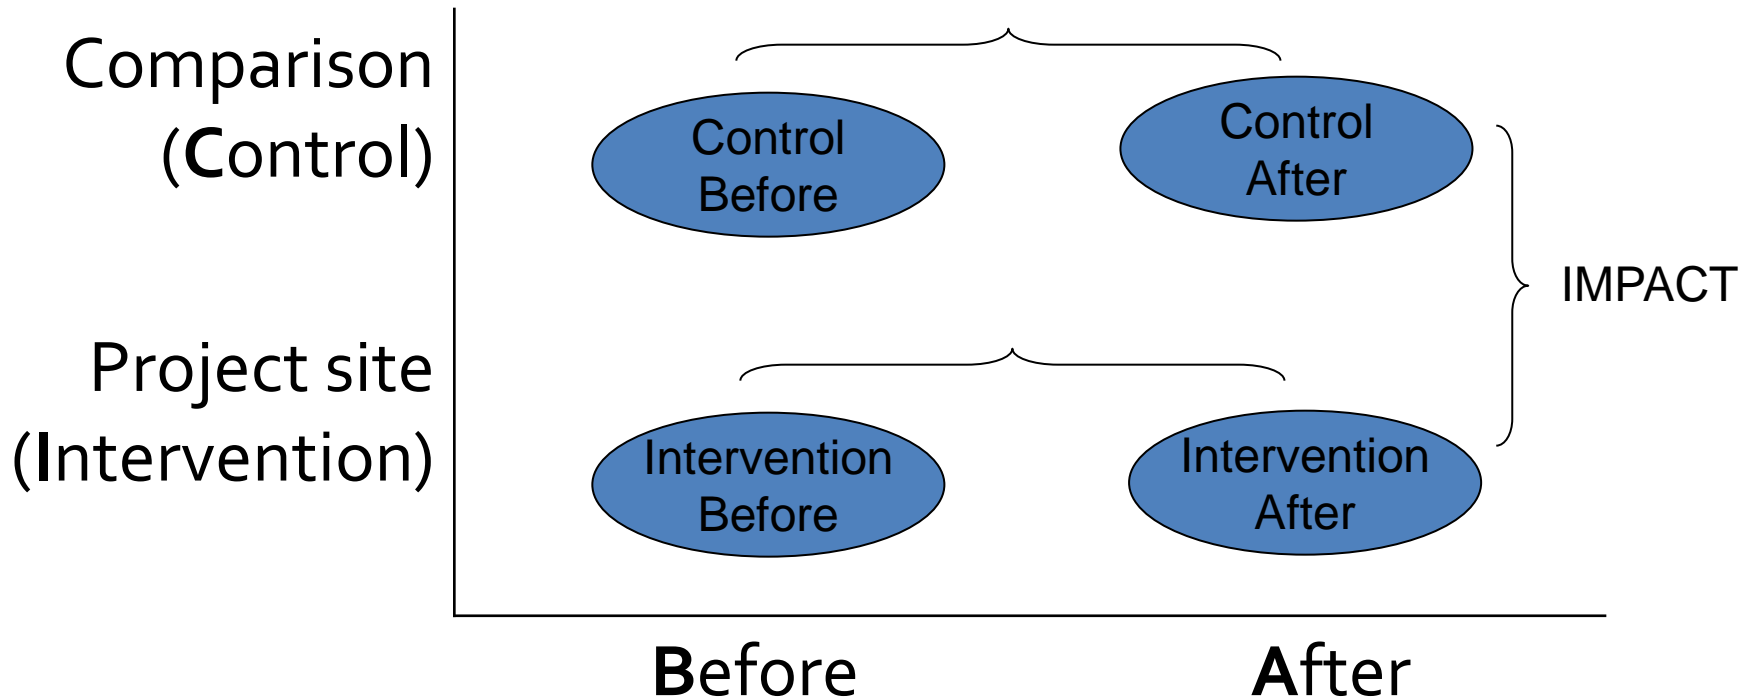 Comparison
(Control)
Control
Before
Control
After
IMPACT
Project site
(Intervention)
Intervention
Before
Intervention
After
Before
After